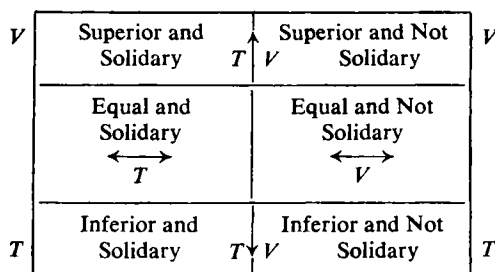 V Superior and Superior and Not V
Solidary T V Solidary
Equal and Equal and Not
Solidary Solidary
T V
Inferior and Inferior and Not
T Solidary T V Solidary T